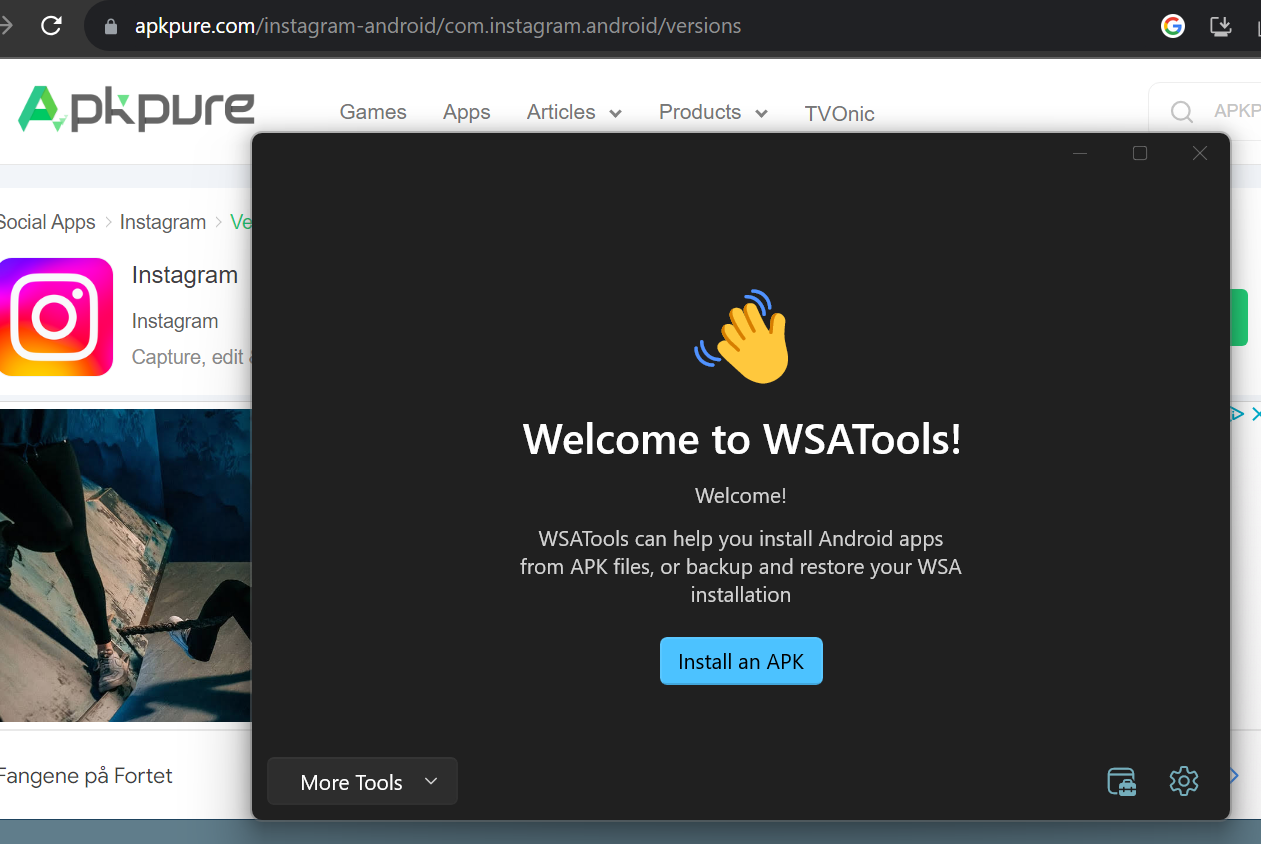 apkpure.com/instagram-android/com.instagram.android/versions
Apkpure
Games Apps Articles Products TVOnic
APKP
Social Apps > Instagram > Ve
Instagram
Instagram
Capture, edit
Fangene på Fortet
Welcome to WSATools!
Welcome!
WSATools can help you install Android apps
from APK files, or backup and restore your WSA
installation
Install an APK
More Tools